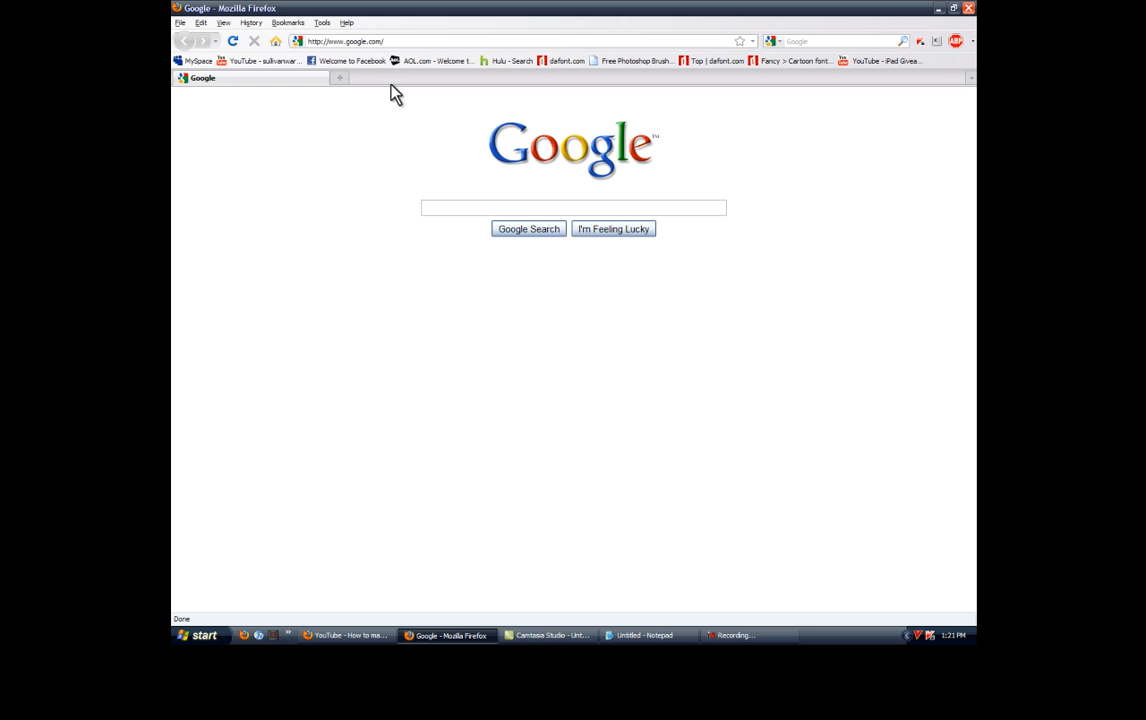 Google - Mozilla Firefox
File Edit View History Bookmarks Tools Help
http://www.google.com/ Google ABP
MySpace YouTube - sullivanwar... Welcome to Facebook AOL.com - Welcome t... Hulu - Search dafont.com Free Photoshop Brush... Top | dafont.com Fancy > Cartoon font... YouTube - iPad Givea...
Google
Google™
Google Search I'm Feeling Lucky
Done
start YouTube - How to ma... Google - Mozilla Firefox Camtasia Studio - Unt... Untitled - Notepad Recording... 1:21 PM